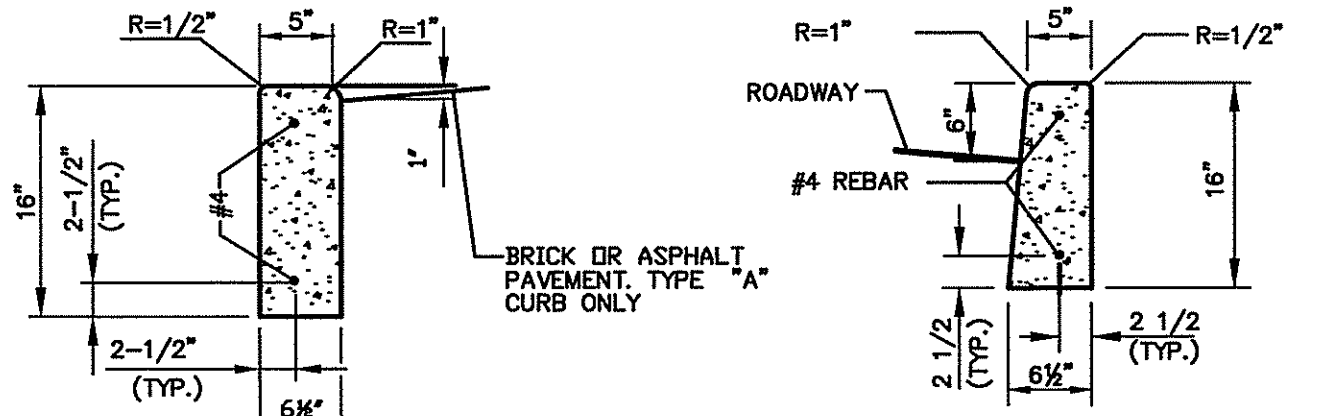 R=1/2"
5"
R=1"
16"
2-1/2"
(TYP.)
#4
1"
BRICK OR ASPHALT
PAVEMENT. TYPE "A"
CURB ONLY
2-1/2"
(TYP.)
6½"
R=1"
5"
R=1/2"
ROADWAY
6"
#4 REBAR
16"
2 1/2
(TYP.)
2 1/2
(TYP.)
6½"